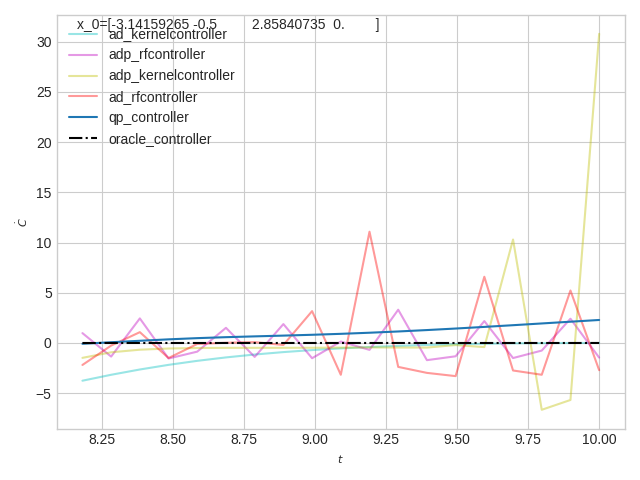 x_0=[-3.14159265 -0.5 2.85840735 0. ]
ad_kernelcontroller
adp_rfcontroller
adp_kernelcontroller
ad_rfcontroller
qp_controller
oracle_controller
30
25
20
15
10
5
0
−5
Ċ
8.25 8.50 8.75 9.00 9.25 9.50 9.75 10.00
t